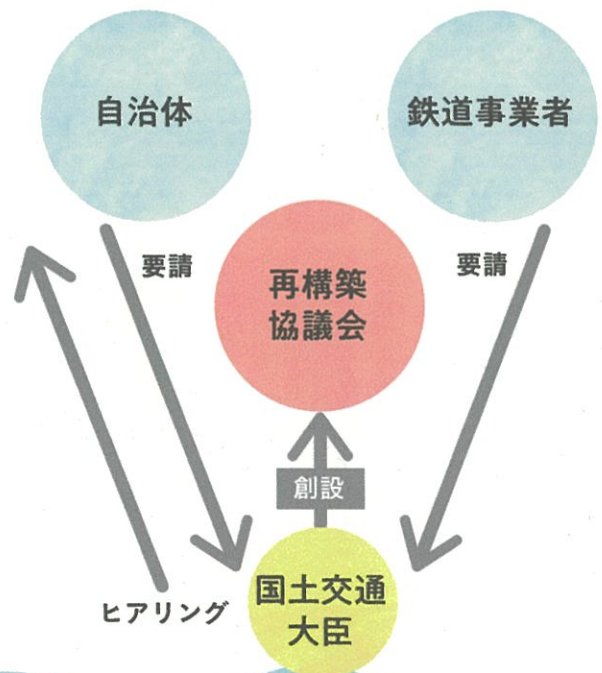 自治体
鉄道事業者
要請
要請
再構築
協議会
創設
国土交通
大臣
ヒアリング